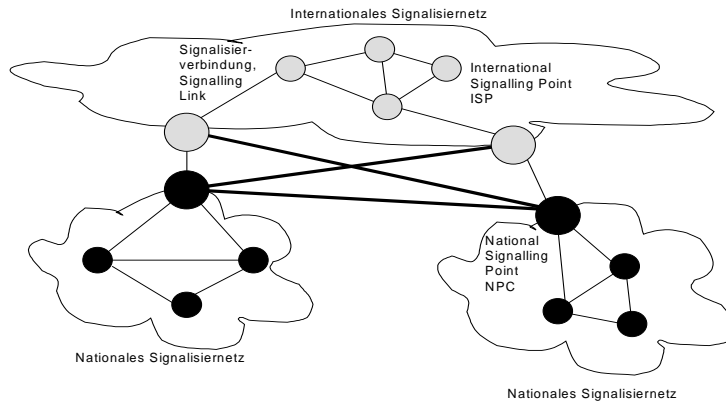 Internationales Signalisiernetz
Signalisier-
verbindung,
Signalling
Link
International
Signalling Point
ISP
National
Signalling
Point
NPC
Nationales Signalisiernetz
Nationales Signalisiernetz